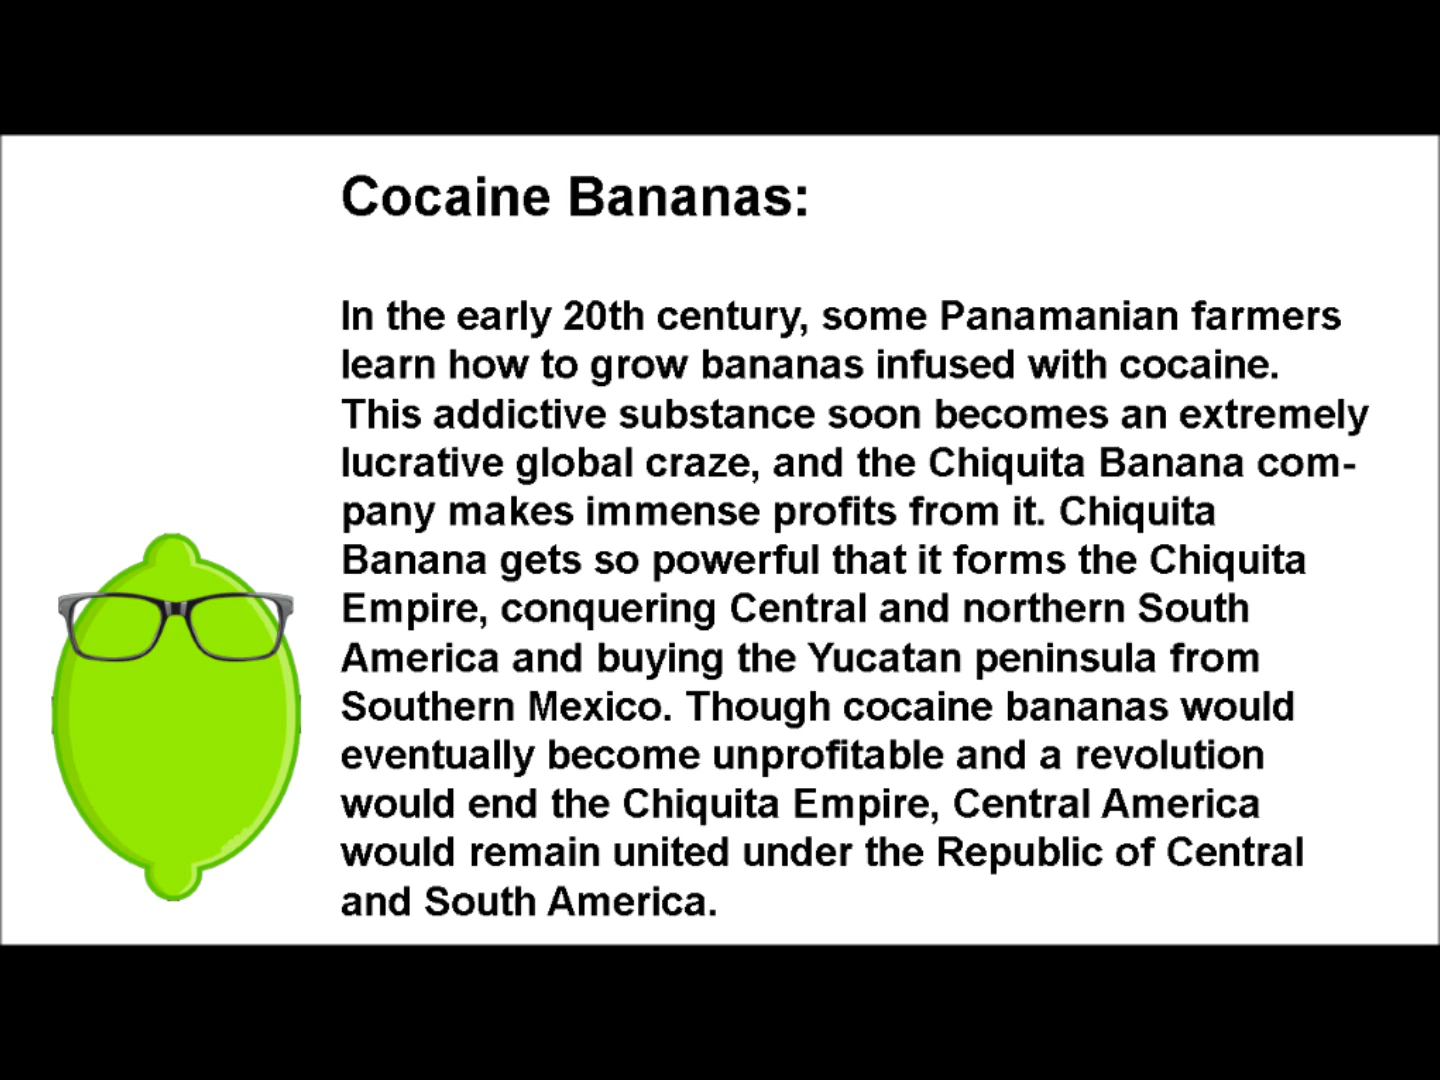 Cocaine Bananas:
In the early 20th century, some Panamanian farmers
learn how to grow bananas infused with cocaine.
This addictive substance soon becomes an extremely
lucrative global craze, and the Chiquita Banana com-
pany makes immense profits from it. Chiquita
Banana gets so powerful that it forms the Chiquita
Empire, conquering Central and northern South
America and buying the Yucatan peninsula from
Southern Mexico. Though cocaine bananas would
eventually become unprofitable and a revolution
would end the Chiquita Empire, Central America
would remain united under the Republic of Central
and South America.